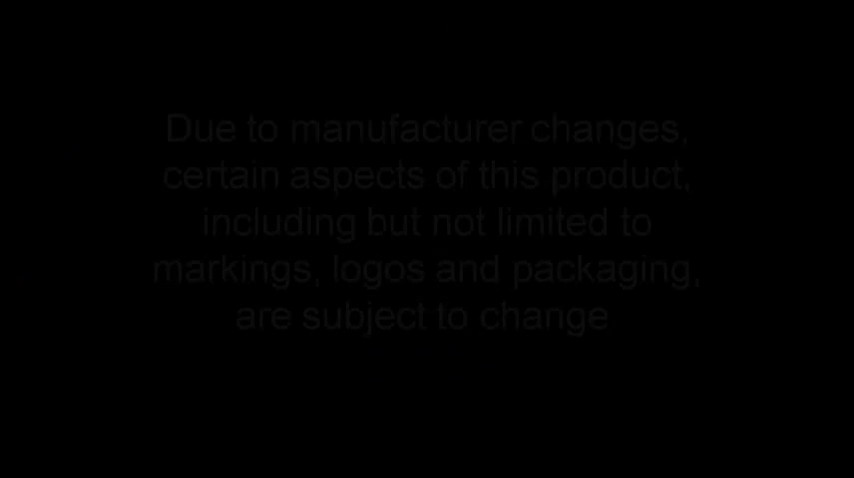 Due to manufacturer changes,
certain aspects of this product,
including but not limited to
markings, logos and packaging,
are subject to change